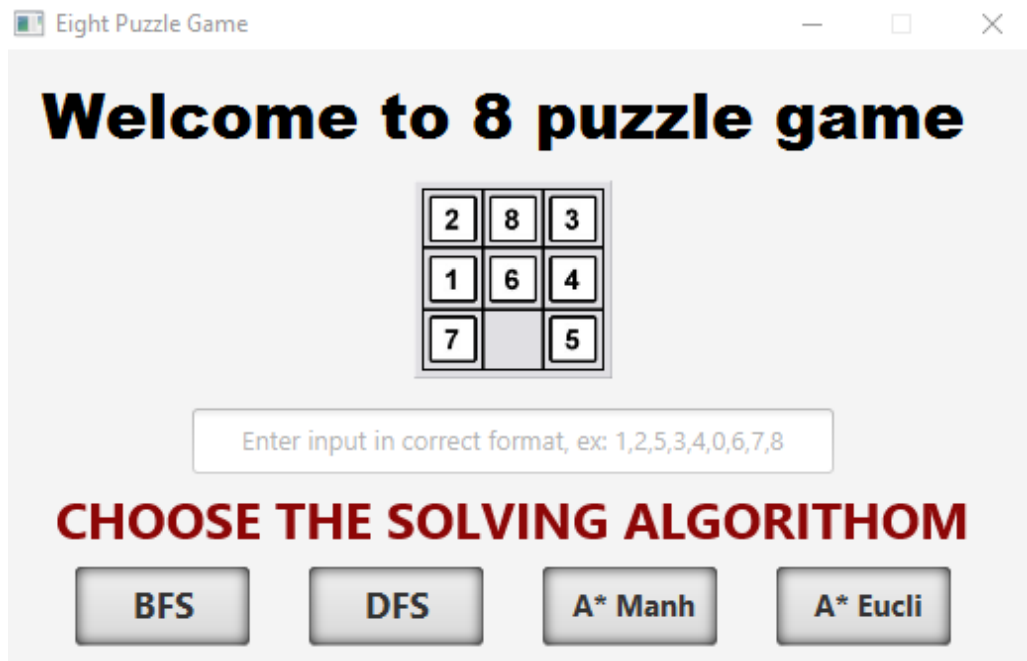 Eight Puzzle Game
Welcome to 8 puzzle game
2 8 3
1 6 4
7 5
Enter input in correct format, ex: 1,2,5,3,4,0,6,7,8
CHOOSE THE SOLVING ALGORITHOM
BFS DFS A* Manh A* Eucli